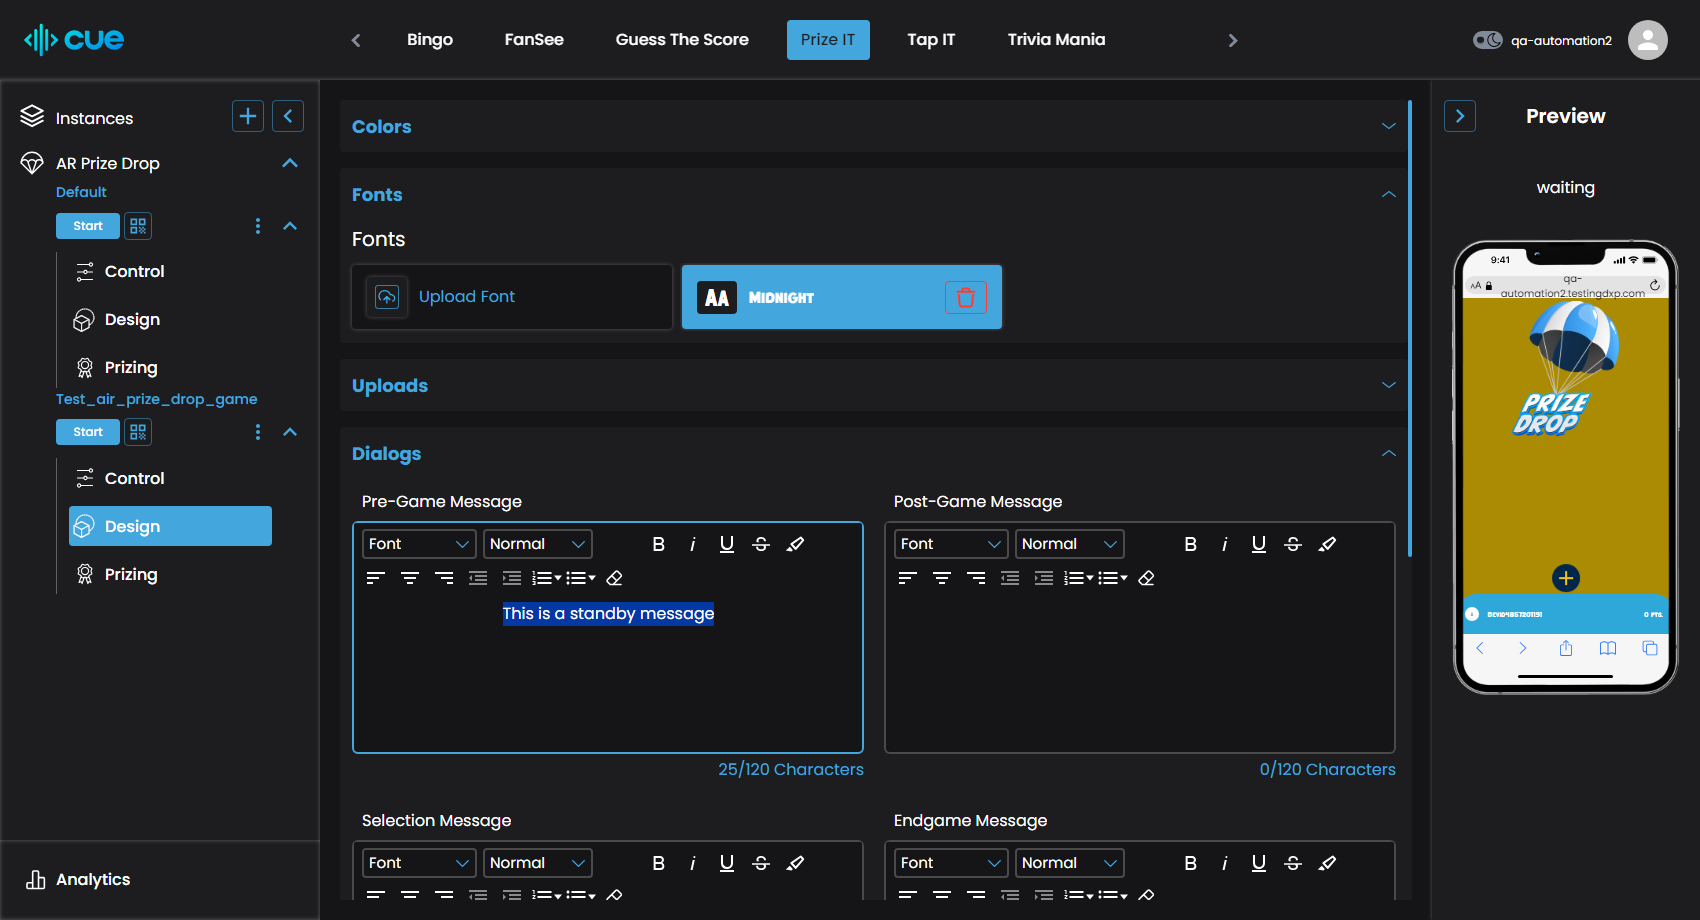 cue
Bingo
FanSee
Guess The Score
Prize IT
Tap IT
Trivia Mania
qa-automation2
Instances
AR Prize Drop
Default
Start
Control
Design
Prizing
Test_air_prize_drop_game
Start
Control
Design
Prizing
Analytics
Colors
Fonts
Fonts
Upload Font
AA MIDNIGHT
Uploads
Dialogs
Pre-Game Message
Font Normal B i U S
This is a standby message
25/120 Characters
Post-Game Message
Font Normal B i U S
0/120 Characters
Selection Message
Font Normal B i U S
Endgame Message
Font Normal B i U S
Preview
waiting
9:41
AA
qa-
automation2.testingdxp.com
PRIZE
DROP
0 PTS.